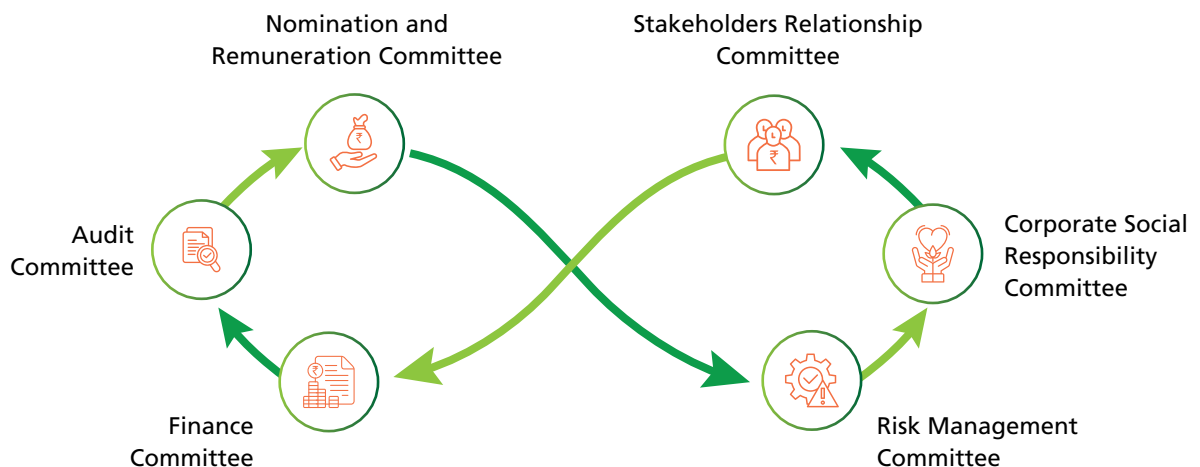 Nomination and
Remuneration Committee
Stakeholders Relationship
Committee
₹
₹
Audit
Committee
Corporate Social
Responsibility
Committee
₹
Finance
Committee
Risk Management
Committee